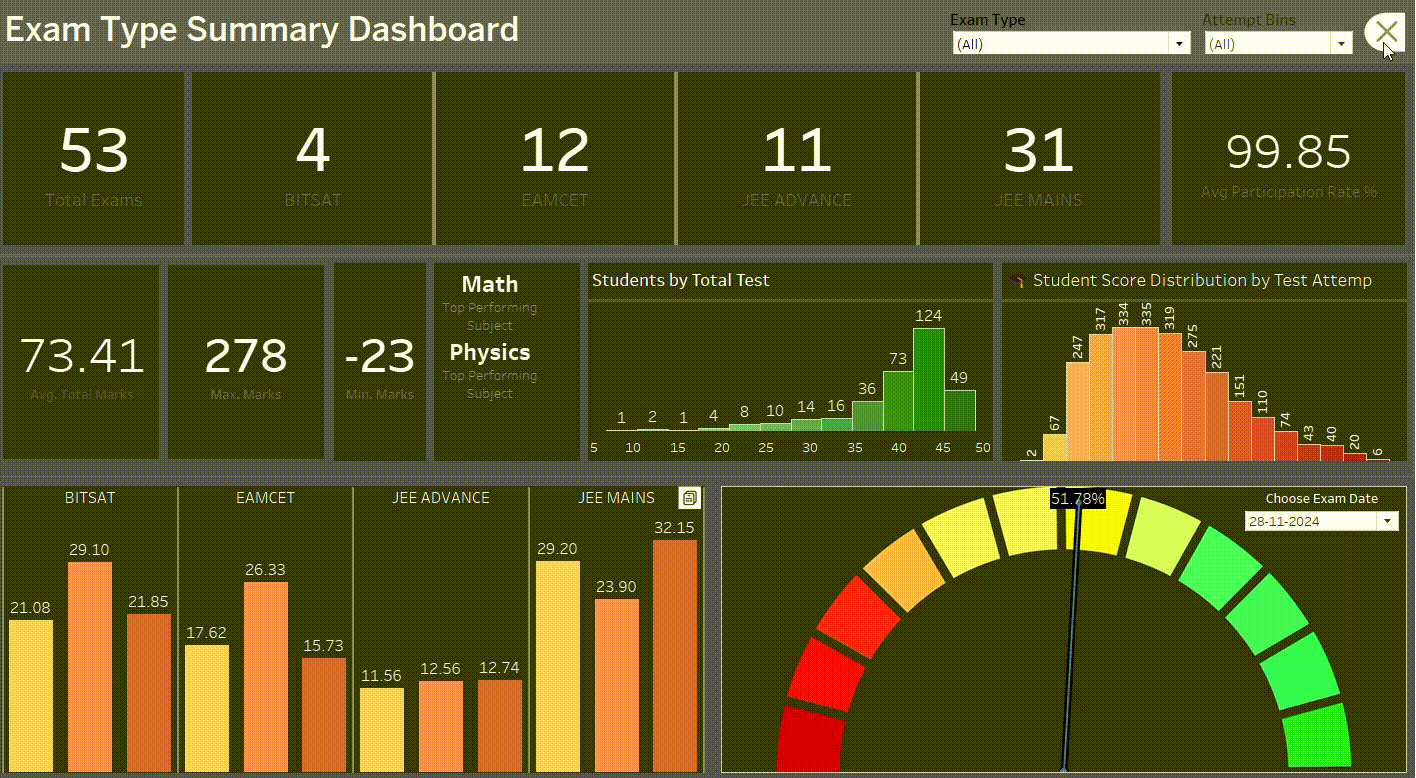 Exam Type Summary Dashboard
Exam Type
Attempt Bins
(All)
(All)
53
Total Exams
4
BITSAT
12
EAMCET
11
JEE ADVANCE
31
JEE MAINS
99.85
Avg Participation Rate %
73.41
Avg. Total Marks
278
Max. Marks
-23
Min. Marks
Math
Top Performing
Subject
Physics
Top Performing
Subject
Students by Total Test
1 2 1 4 8 10 14 16 36 73 124 49
5 10 15 20 25 30 35 40 45 50
Student Score Distribution by Test Attemp
2 67 247 317 334 335 319 275 221 151 110 74 43 40 20 6
BITSAT
EAMCET
JEE ADVANCE
JEE MAINS
21.08 29.10 21.85
17.62 26.33 15.73
11.56 12.56 12.74
29.20 23.90 32.15
51.78%
Choose Exam Date
28-11-2024